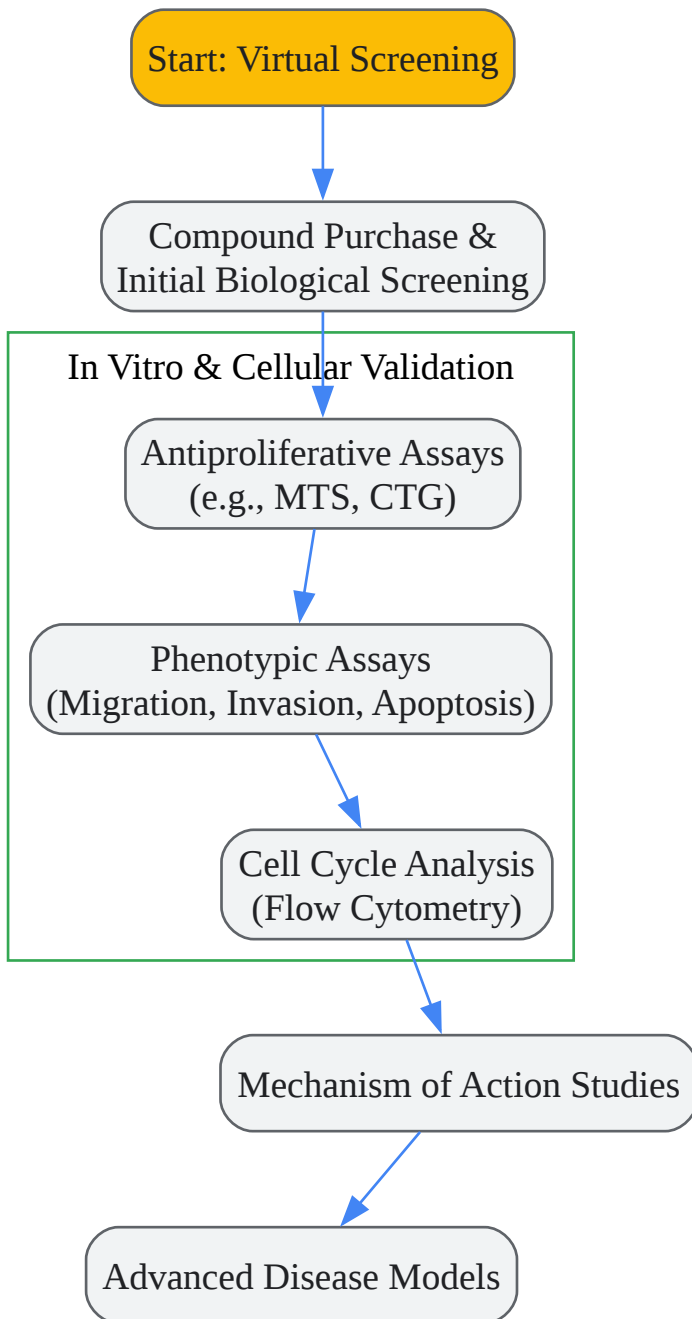 Start: Virtual Screening
Compound Purchase &
Initial Biological Screening
In Vitro & Cellular Validation
Antiproliferative Assays
(e.g., MTS, CTG)
Phenotypic Assays
(Migration, Invasion, Apoptosis)
Cell Cycle Analysis
(Flow Cytometry)
Mechanism of Action Studies
Advanced Disease Models